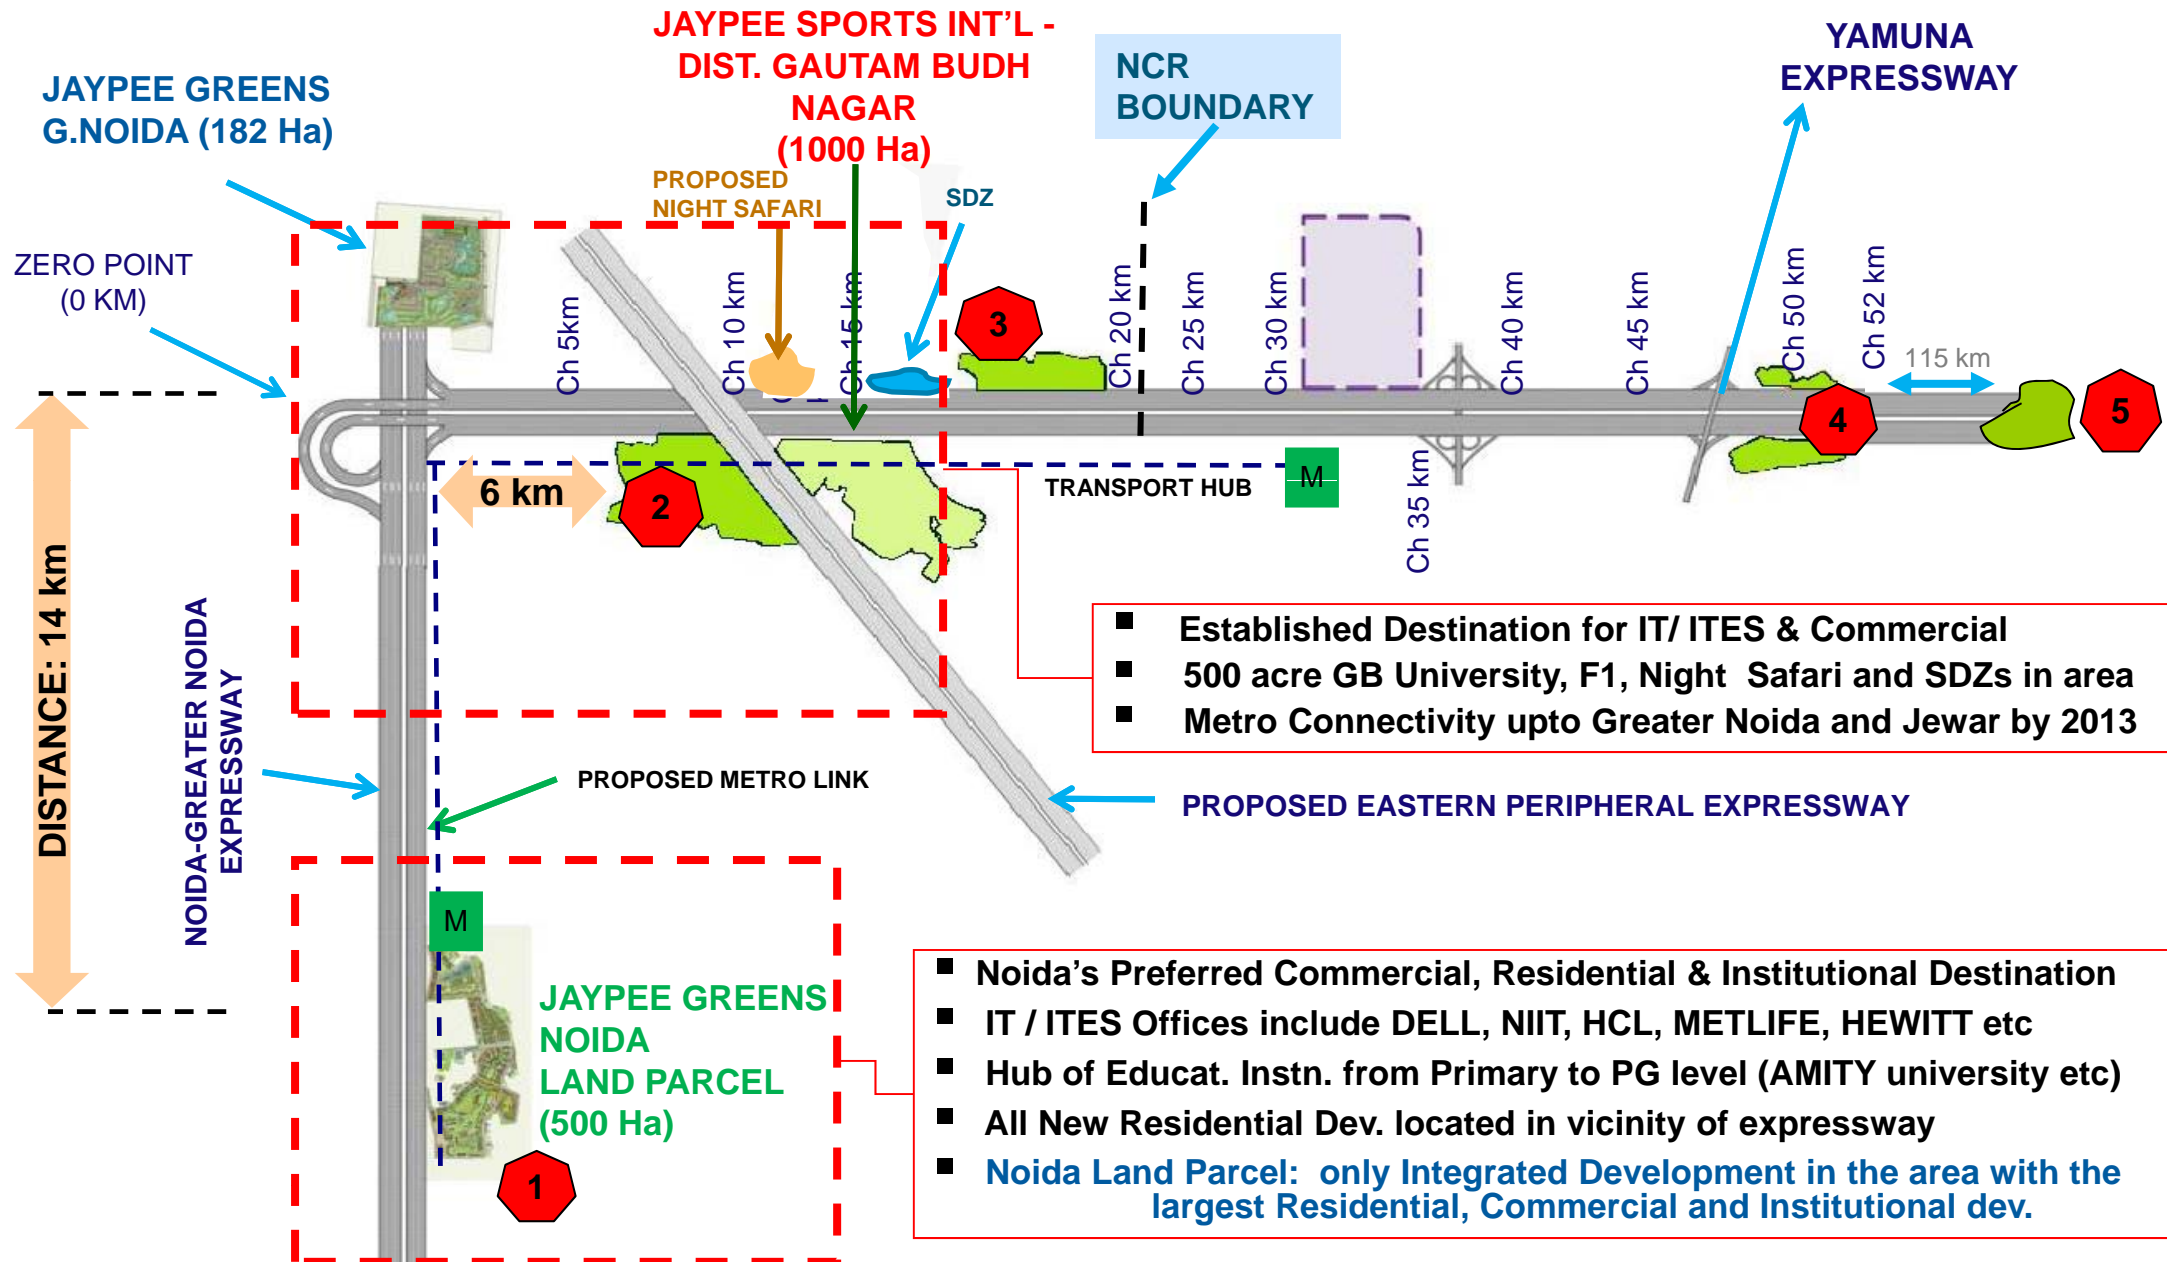 JAYPEE SPORTS INT’L -
DIST. GAUTAM BUDH
NAGAR
(1000 Ha)
YAMUNA
EXPRESSWAY
NCR
BOUNDARY
JAYPEE GREENS
G.NOIDA (182 Ha)
PROPOSED
NIGHT SAFARI
SDZ
ZERO POINT
(0 KM)
Ch 5km
Ch 10 km
Ch 15 km
3
Ch 20 km
Ch 25 km
Ch 30 km
Ch 40 km
Ch 45 km
Ch 50 km
Ch 52 km
115 km
4
5
6 km
2
TRANSPORT HUB
M
Ch 35 km
DISTANCE: 14 km
NOIDA-GREATER NOIDA
EXPRESSWAY
■ Established Destination for IT/ ITES & Commercial
■ 500 acre GB University, F1, Night Safari and SDZs in area
■ Metro Connectivity upto Greater Noida and Jewar by 2013
PROPOSED METRO LINK
PROPOSED EASTERN PERIPHERAL EXPRESSWAY
M
JAYPEE GREENS
NOIDA
LAND PARCEL
(500 Ha)
1
■ Noida’s Preferred Commercial, Residential & Institutional Destination
■ IT / ITES Offices include DELL, NIIT, HCL, METLIFE, HEWITT etc
■ Hub of Educat. Instn. from Primary to PG level (AMITY university etc)
■ All New Residential Dev. located in vicinity of expressway
■ Noida Land Parcel: only Integrated Development in the area with the
largest Residential, Commercial and Institutional dev.